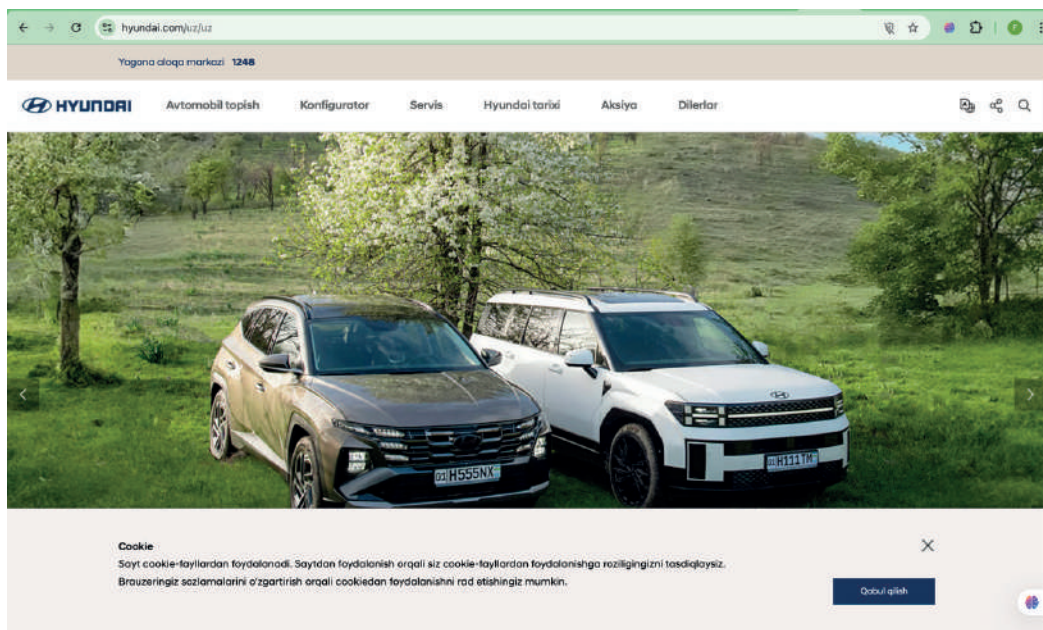 hyundai.com/uz/uz
Yagona aloqa markazi 1248
HYUNDAI Avtomobil topish Konfigurator Servis Hyundai tarixi Aksiya Dilerlar
01 H555NX
01 H111TM
Cookie
Sayt cookie-fayllardan foydalanadi. Saytdan foydalanish orqali siz cookie-fayllardan foydalanishga roziligingizni tasdiqlaysiz.
Brauzeringiz sozlamalarini o'zgartirish orqali cookiedan foydalanishni rad etishingiz mumkin.
Qabul qilish